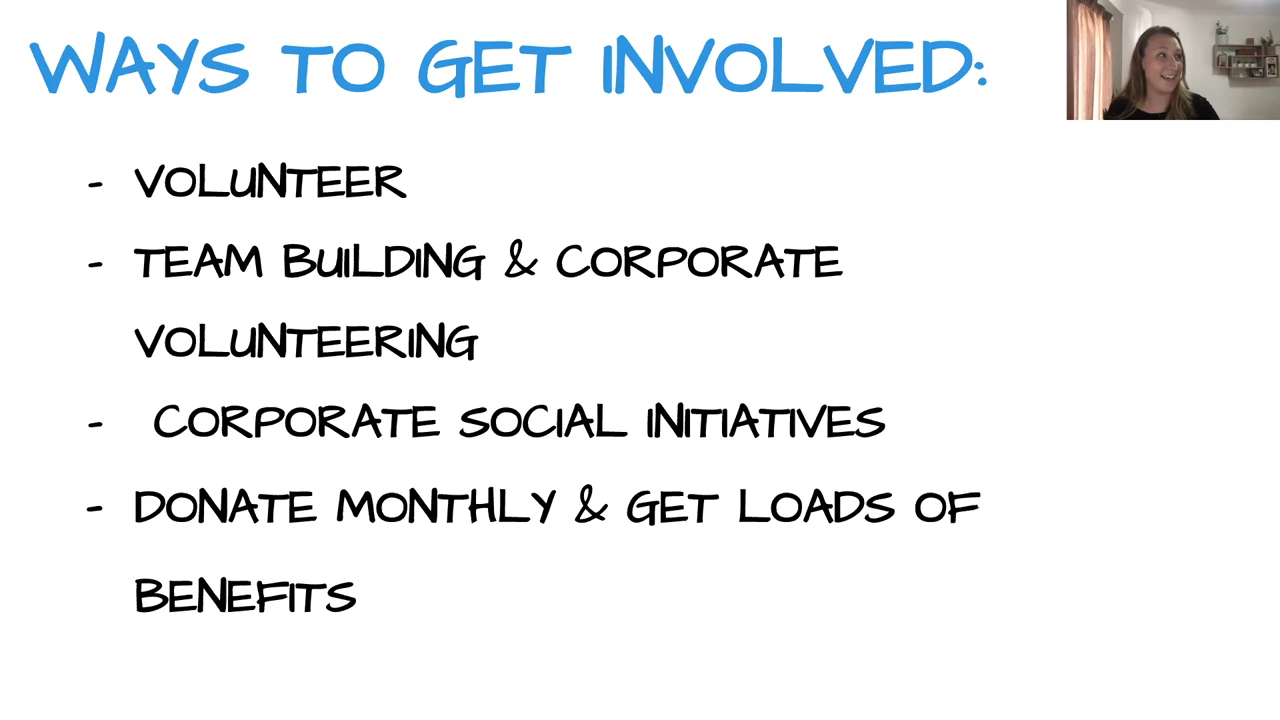 WAYS TO GET INVOLVED:
- VOLUNTEER
- TEAM BUILDING & CORPORATE
VOLUNTEERING
- CORPORATE SOCIAL INITIATIVES
- DONATE MONTHLY & GET LOADS OF
BENEFITS